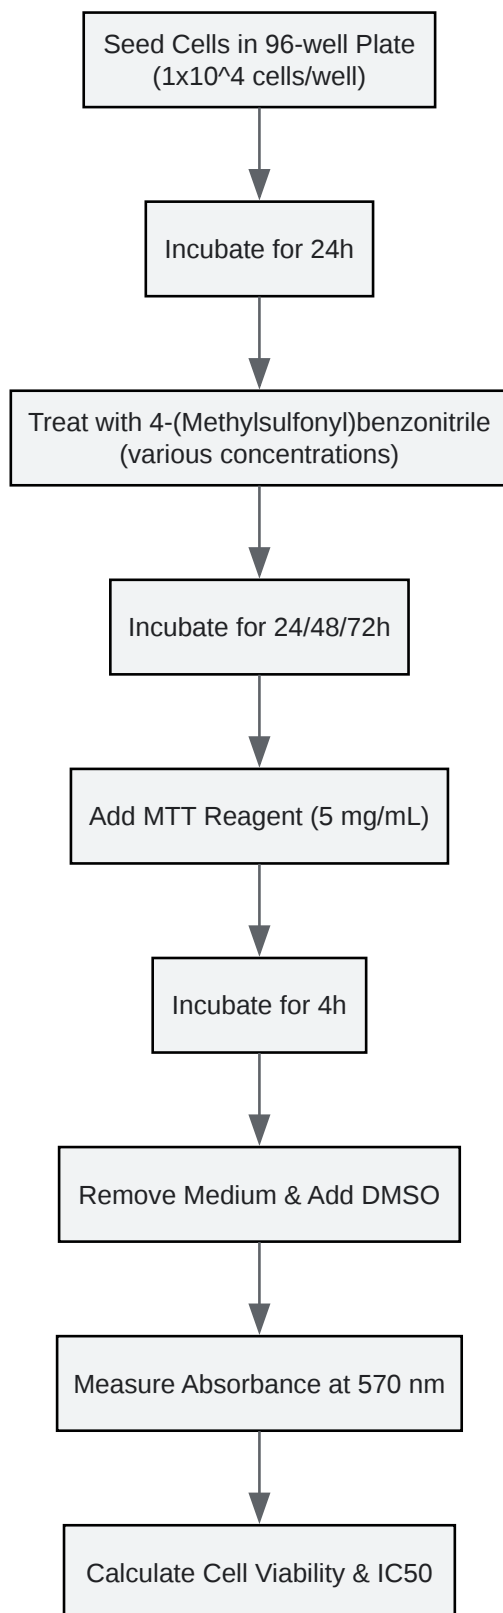 Seed Cells in 96-well Plate
(1x10^4 cells/well)
Incubate for 24h
Treat with 4-(Methylsulfonyl)benzonitrile
(various concentrations)
Incubate for 24/48/72h
Add MTT Reagent (5 mg/mL)
Incubate for 4h
Remove Medium & Add DMSO
Measure Absorbance at 570 nm
Calculate Cell Viability & IC50